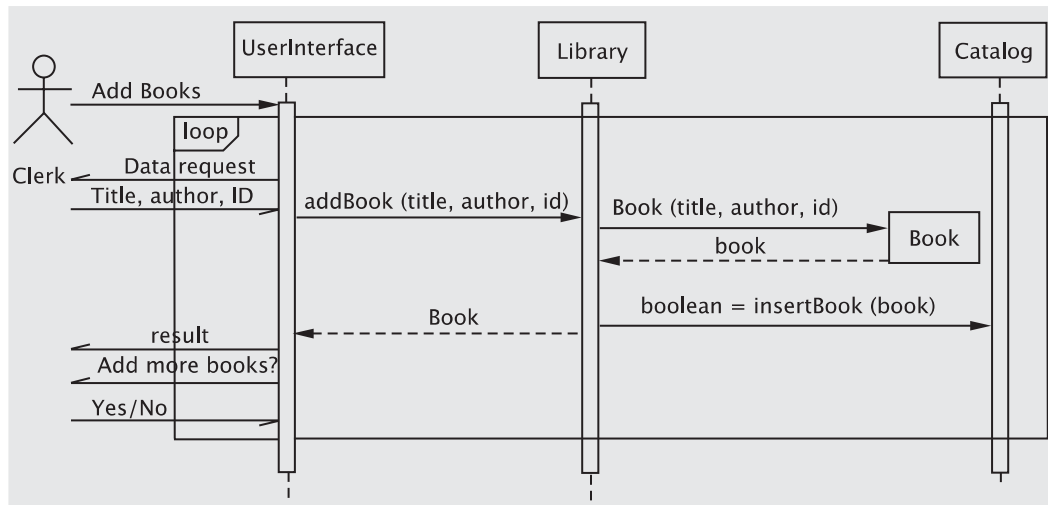 UserInterface
Library
Catalog
Add Books
loop
Clerk
Data request
Title, author, ID
addBook (title, author, id)
Book (title, author, id)
Book
book
boolean = insertBook (book)
Book
result
Add more books?
Yes/No